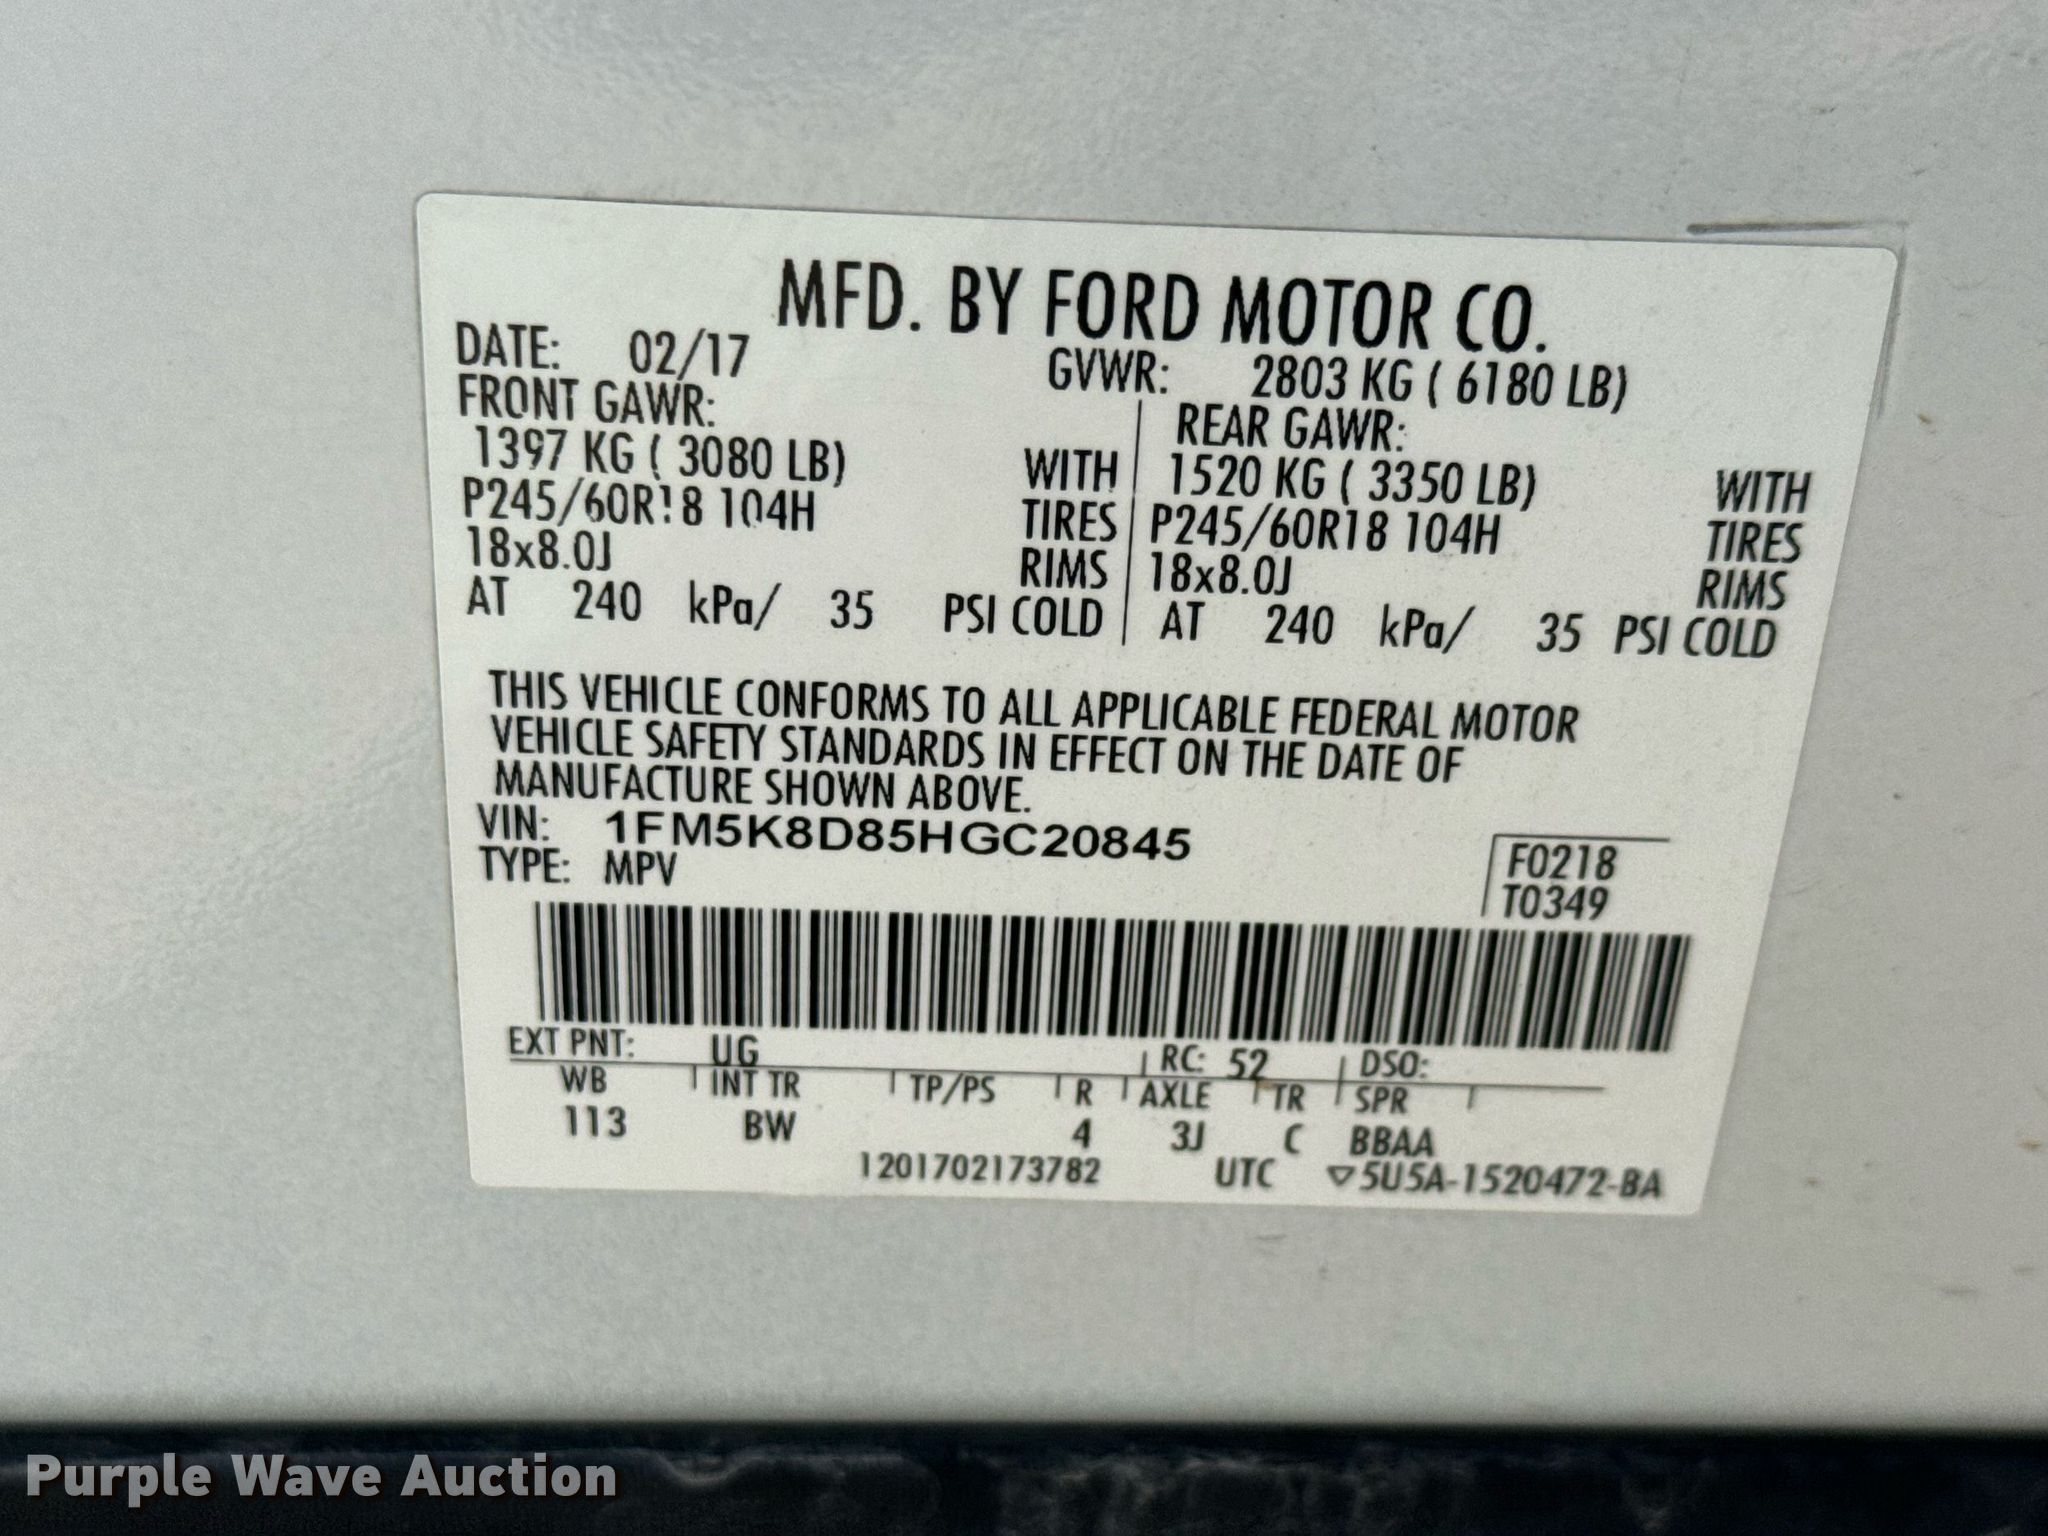 MFD. BY FORD MOTOR CO.
DATE: 02/17 GVWR: 2803 KG ( 6180 LB)
FRONT GAWR: REAR GAWR:
1397 KG ( 3080 LB) WITH 1520 KG ( 3350 LB) WITH
P245/60R18 104H TIRES P245/60R18 104H TIRES
18x8.0J RIMS 18x8.0J RIMS
AT 240 kPa/ 35 PSI COLD AT 240 kPa/ 35 PSI COLD
THIS VEHICLE CONFORMS TO ALL APPLICABLE FEDERAL MOTOR
VEHICLE SAFETY STANDARDS IN EFFECT ON THE DATE OF
MANUFACTURE SHOWN ABOVE.
VIN: 1FM5K8D85HGC20845
TYPE: MPV
F0218
T0349
EXT PNT: UG RC: 52 DSO:
WB INT TR TP/PS R AXLE TR SPR
113 BW 4 3J C BBAA
1201702173782 UTC ▽5U5A-1520472-BA
Purple Wave Auction